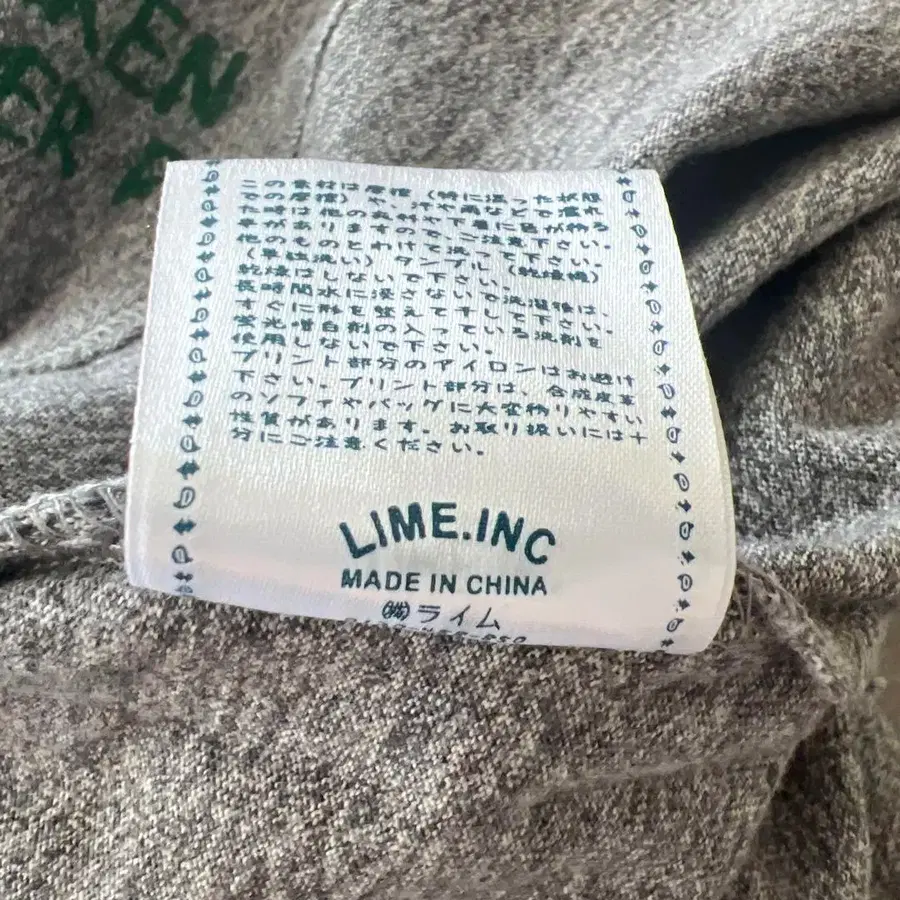 YEN
ER
この素材は摩擦（特に湿った状態
での摩擦）や、汗や雨などで濡れ
た時は他の素材や下着に色が移る
事がありますのでご注意下さい。
他のものとわけて洗って下さい。
（単独洗い）タンブル（乾燥機）
乾燥はしないで下さい。
長時間水に浸さないで洗濯後は、
すぐに形を整えて干して下さい。
蛍光増白剤の入っている洗剤を
使用しないで下さい。
プリント部分のアイロンはお避け
下さい。プリント部分は、合成皮革
のソファやバッグに大変移りやすい
性質があります。お取り扱いには十
分にご注意ください。
LIME.INC
MADE IN CHINA
㈱ライム